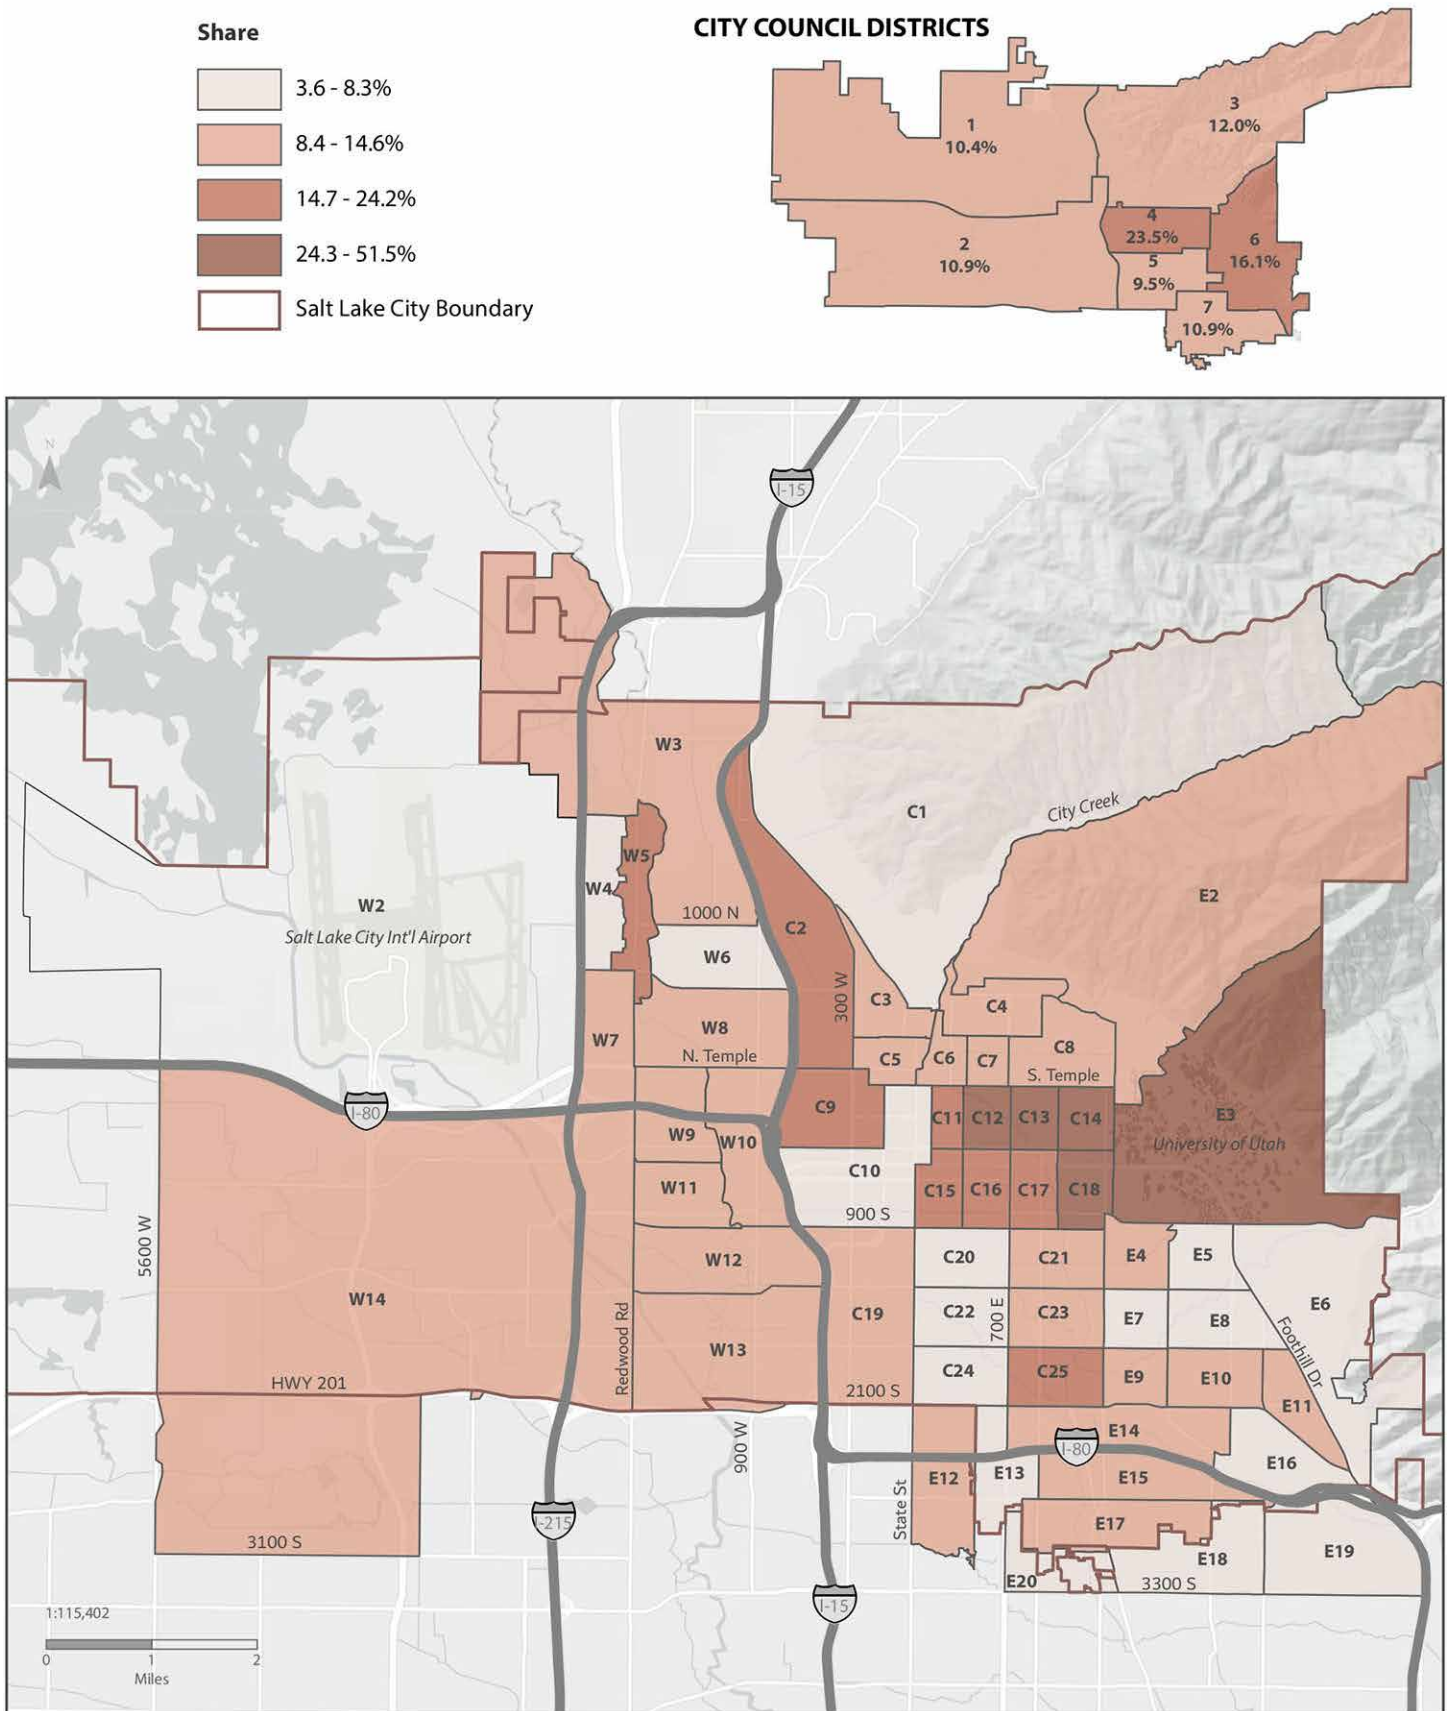 Share
3.6 - 8.3%
8.4 - 14.6%
14.7 - 24.2%
24.3 - 51.5%
Salt Lake City Boundary
CITY COUNCIL DISTRICTS
1
10.4%
3
12.0%
2
10.9%
4
23.5%
5
9.5%
6
16.1%
7
10.9%
N
I-15
W3
C1
City Creek
W5
W4
W2
Salt Lake City Int'l Airport
1000 N
C2
E2
W6
C3
C4
300 W
W7
W8
N. Temple
C5
C6
C7
C8
S. Temple
I-80
C9
C11
C12
C13
C14
E3
University of Utah
W9
W10
W11
C10
C15
C16
C17
C18
900 S
5600 W
W12
C20
C21
E4
E5
W14
C19
C22
700 E
C23
E7
E8
E6
Redwood Rd
W13
Foothill Dr
C24
C25
E9
E10
HWY 201
2100 S
E11
900 W
E14
I-80
State St
E12
E13
E15
E16
I-215
E17
3100 S
E18
E19
E20
3300 S
I-15
1:115,402
0
1
2
Miles